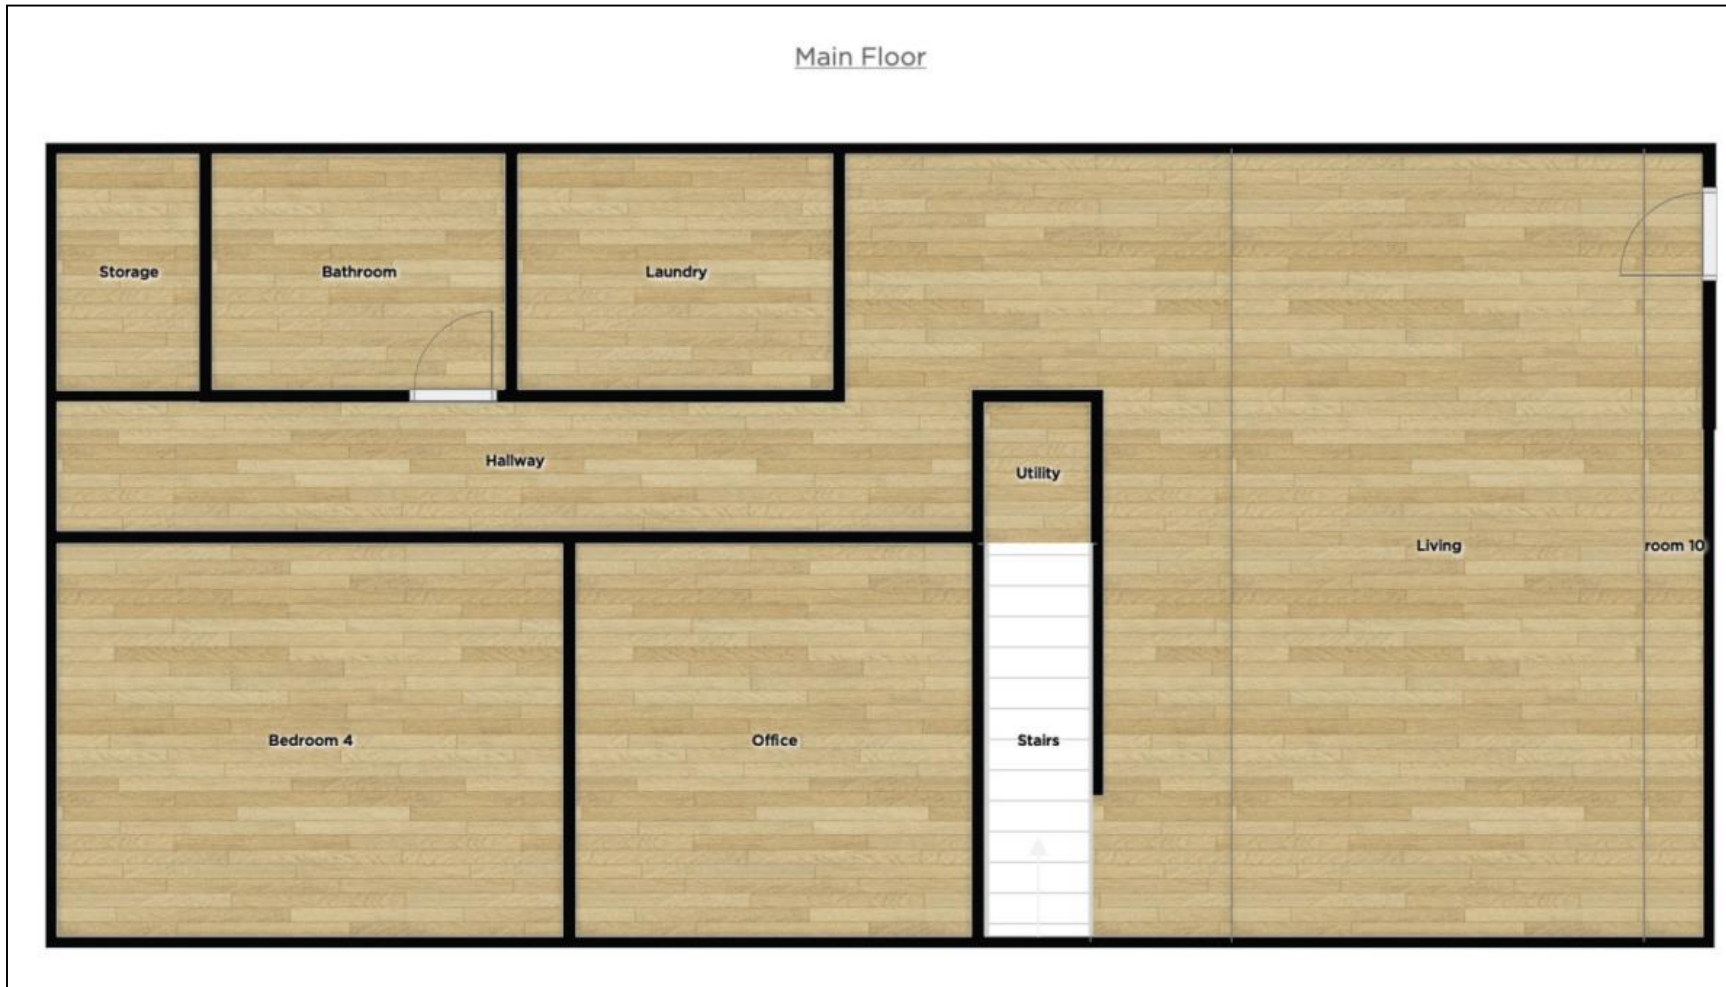 Main Floor
Storage
Bathroom
Laundry
Hallway
Utility
Living
room 10
Bedroom 4
Office
Stairs